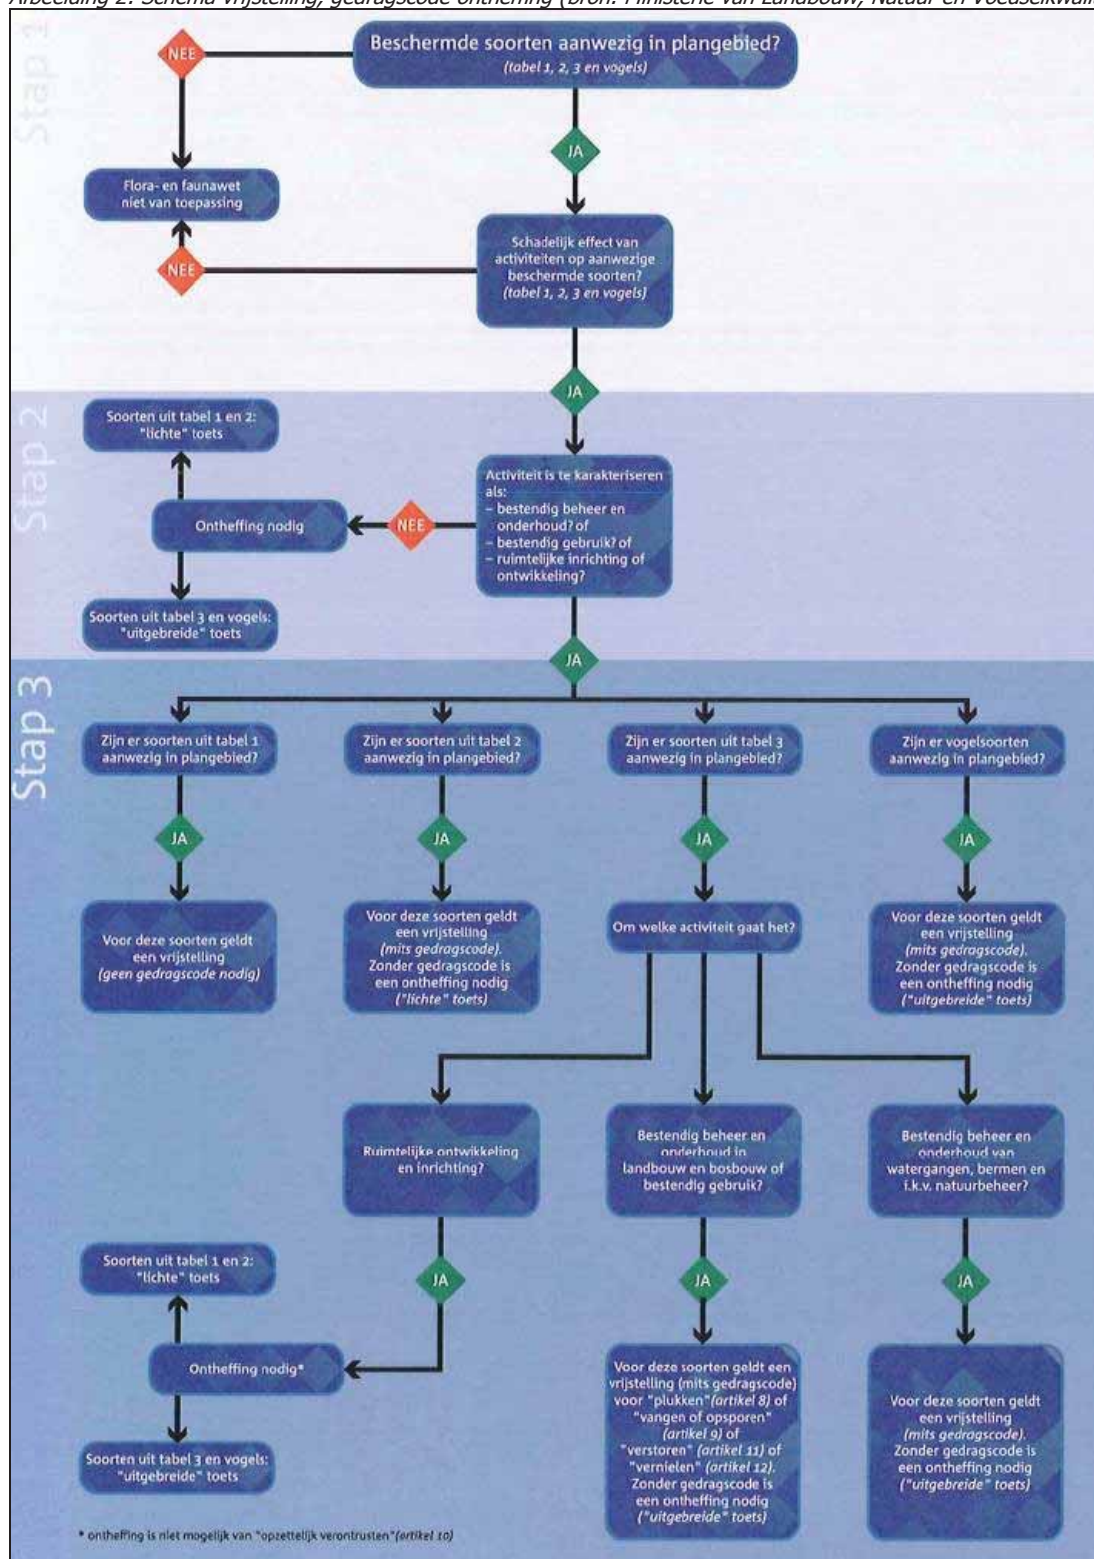 Afbeelding 2: Schema vrijstelling, gedragscode ontheffing (bron: Ministerie van Landbouw, Natuur en
Stap 1
Beschermde soorten aanwezig in plangebied?
(tabel 1, 2, 3 en vogels)
NEE
JA
Flora- en faunawet
niet van toepassing
Schadelijk effect van
activiteiten op aanwezige
beschermde soorten?
(tabel 1, 2, 3 en vogels)
NEE
JA
Stap 2
Soorten uit tabel 1 en 2:
"lichte" toets
Activiteit is te karakteriseren
als:
– bestendig beheer en
onderhoud? of
– bestendig gebruik? of
– ruimtelijke inrichting of
ontwikkeling?
NEE
Ontheffing nodig
Soorten uit tabel 3 en vogels:
"uitgebreide" toets
JA
Stap 3
Zijn er soorten uit tabel 1
aanwezig in plangebied?
Zijn er soorten uit tabel 2
aanwezig in plangebied?
Zijn er soorten uit tabel 3
aanwezig in plangebied?
Zijn er vogelsoorten
aanwezig in plangebied?
JA
JA
JA
JA
Voor deze soorten geldt
een vrijstelling
(geen gedragscode nodig)
Voor deze soorten geldt
een vrijstelling
(mits gedragscode).
Zonder gedragscode is
een ontheffing nodig
("lichte" toets)
Om welke activiteit gaat het?
Voor deze soorten geldt
een vrijstelling
(mits gedragscode).
Zonder gedragscode is
een ontheffing nodig
("uitgebreide" toets)
Ruimtelijke ontwikkeling
en inrichting?
Bestendig beheer en
onderhoud in
landbouw en bosbouw of
bestendig gebruik?
Bestendig beheer en
onderhoud van
watergangen, bermen en
i.k.v. natuurbeheer?
JA
JA
JA
Soorten uit tabel 1 en 2:
"lichte" toets
Ontheffing nodig*
Soorten uit tabel 3 en vogels:
"uitgebreide" toets
Voor deze soorten geldt een
vrijstelling (mits gedragscode)
voor "plukken" (artikel 8) of
"vangen of opsporen"
(artikel 9) of
"verstoren" (artikel 11) of
"vernielen" (artikel 12).
Zonder gedragscode is
een ontheffing nodig
("uitgebreide" toets)
Voor deze soorten geldt
een vrijstelling
(mits gedragscode).
Zonder gedragscode is
een ontheffing nodig
("uitgebreide" toets)
* ontheffing is niet mogelijk van "opzettelijk verontrusten" (artikel 10)